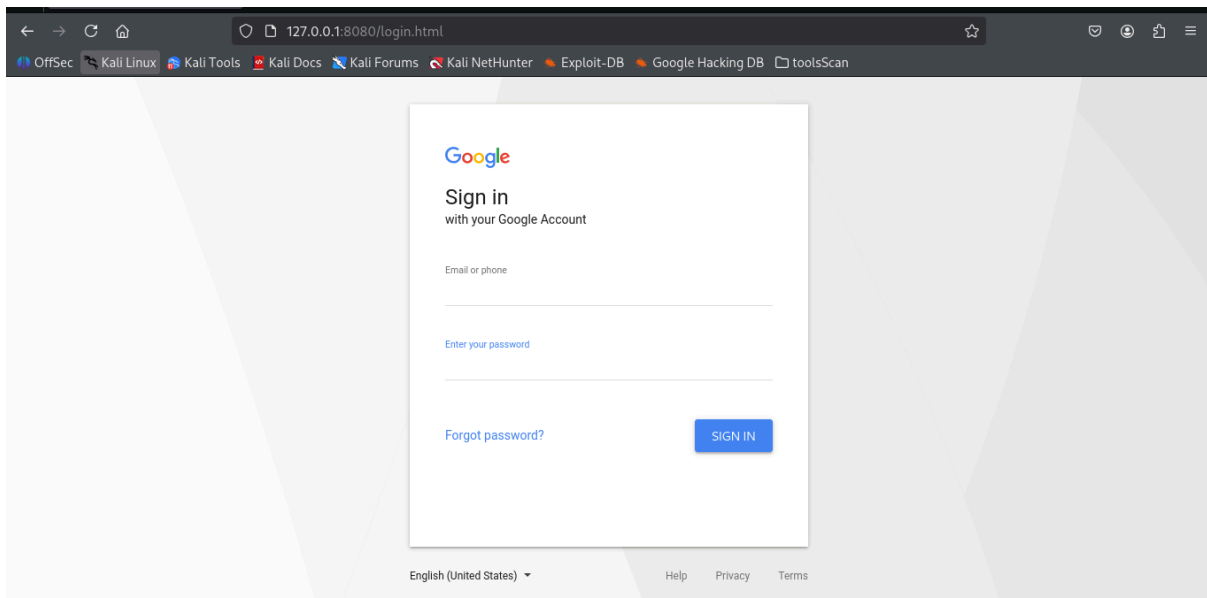 127.0.0.1:8080/login.html
OffSec Kali Linux Kali Tools Kali Docs Kali Forums Kali NetHunter Exploit-DB Google Hacking DB toolsScan
Google
Sign in
with your Google Account
Email or phone
Enter your password
Forgot password? SIGN IN
English (United States) Help Privacy Terms